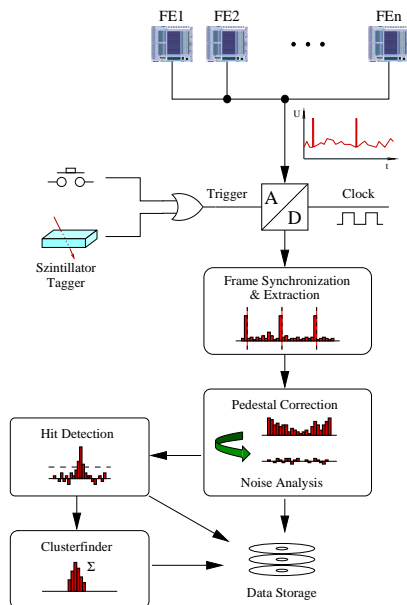 FE1
FE2
FEn
U
t
Trigger
A
D
Clock
Szintillator
Tagger
Frame Synchronization
& Extraction
Pedestal Correction
Noise Analysis
Hit Detection
Clusterfinder
Σ
Data Storage